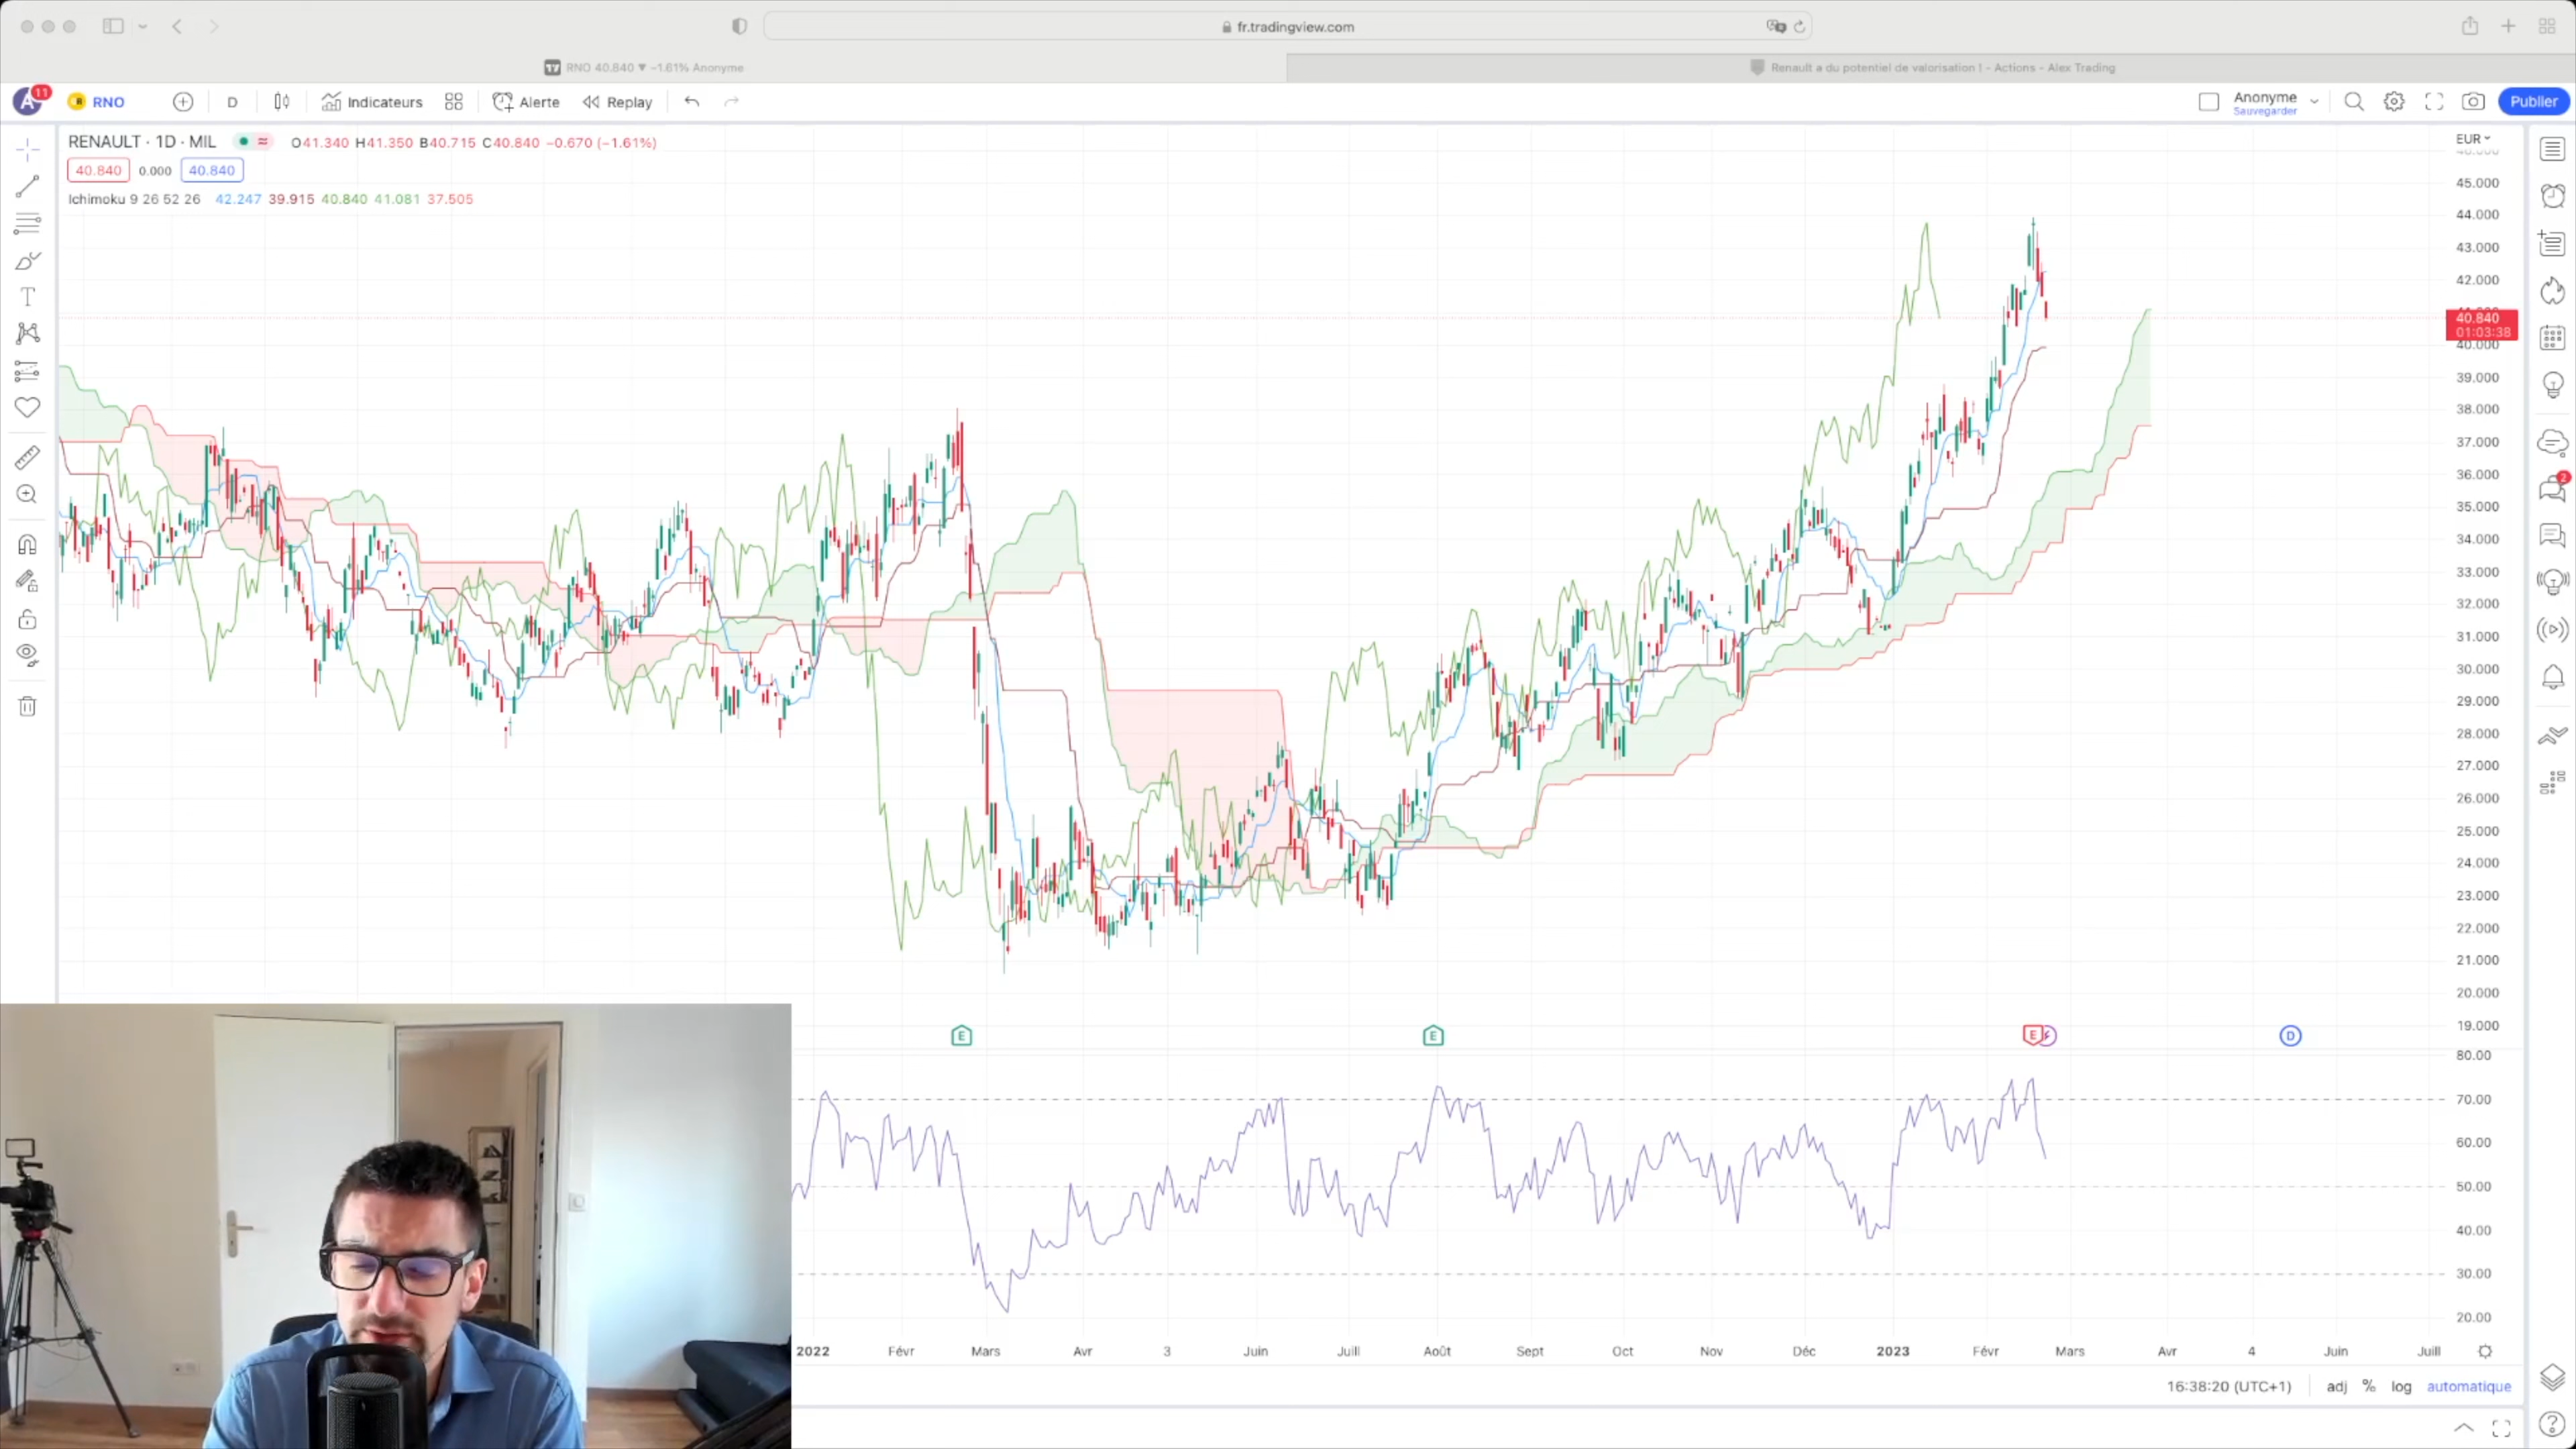 fr.tradingview.com
RNO 40.840 ▼ −1.61% Anonyme
Renault a du potentiel de valorisation ! - Actions - Alex Trading
A 11
RNO
D
Indicateurs
Alerte
Replay
Anonyme
Sauvegarder
Publier
RENAULT · 1D · MIL
O41.340 H41.350 B40.715 C40.840 −0.670 (−1.61%)
40.840 0.000 40.840
Ichimoku 9 26 52 26 42.247 39.915 40.840 41.081 37.505
EUR
45.000
44.000
43.000
42.000
40.840
01:03:38
40.000
39.000
38.000
37.000
36.000
35.000
34.000
33.000
32.000
31.000
30.000
29.000
28.000
27.000
26.000
25.000
24.000
23.000
22.000
21.000
20.000
19.000
E E E D
80.00
70.00
60.00
50.00
40.00
30.00
20.00
2022 Févr Mars Avr 3 Juin Juill Août Sept Oct Nov Déc 2023 Févr Mars Avr 4 Juin Juill
16:38:20 (UTC+1) adj % log automatique
2